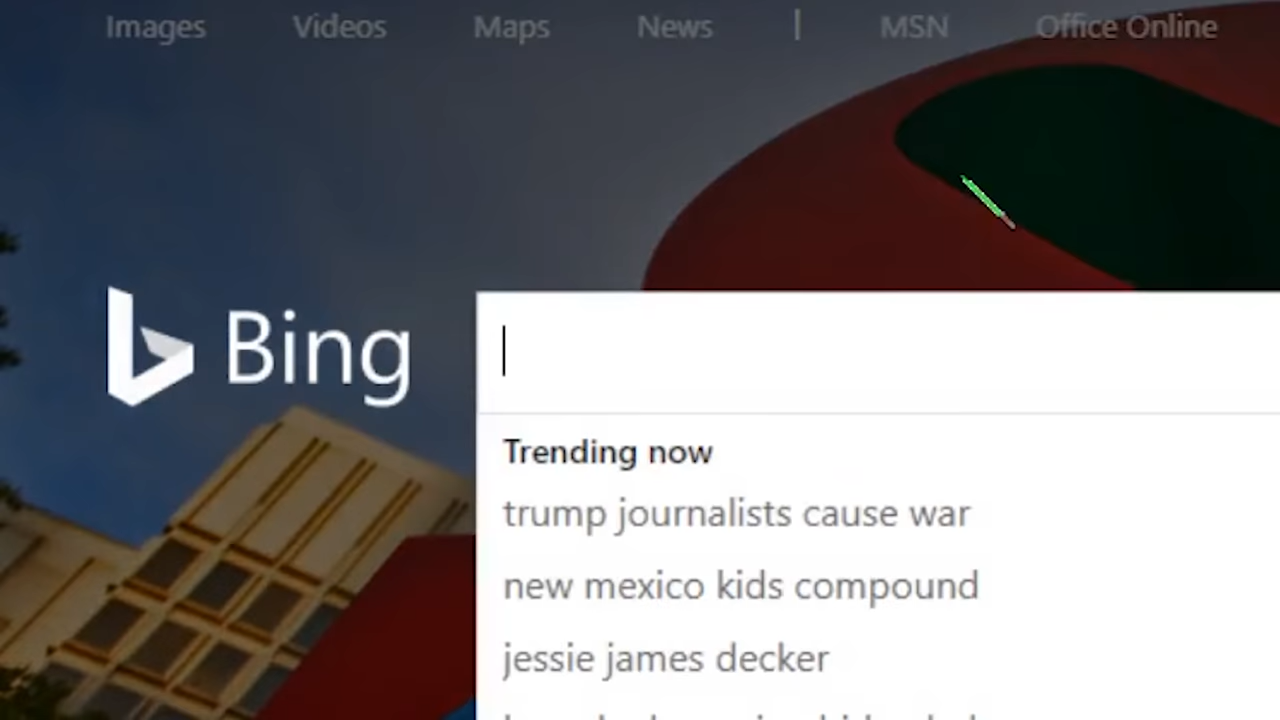 Images Videos Maps News | MSN Office Online
Bing
Trending now
trump journalists cause war
new mexico kids compound
jessie james decker